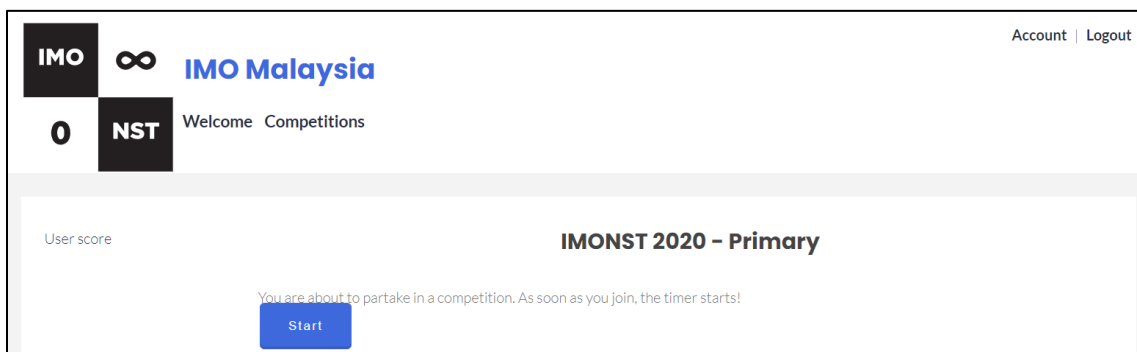 Account | Logout
IMO ∞
IMO Malaysia
0 NST
Welcome Competitions
User score
IMONST 2020 - Primary
You are about to partake in a competition. As soon as you join, the timer starts!
Start